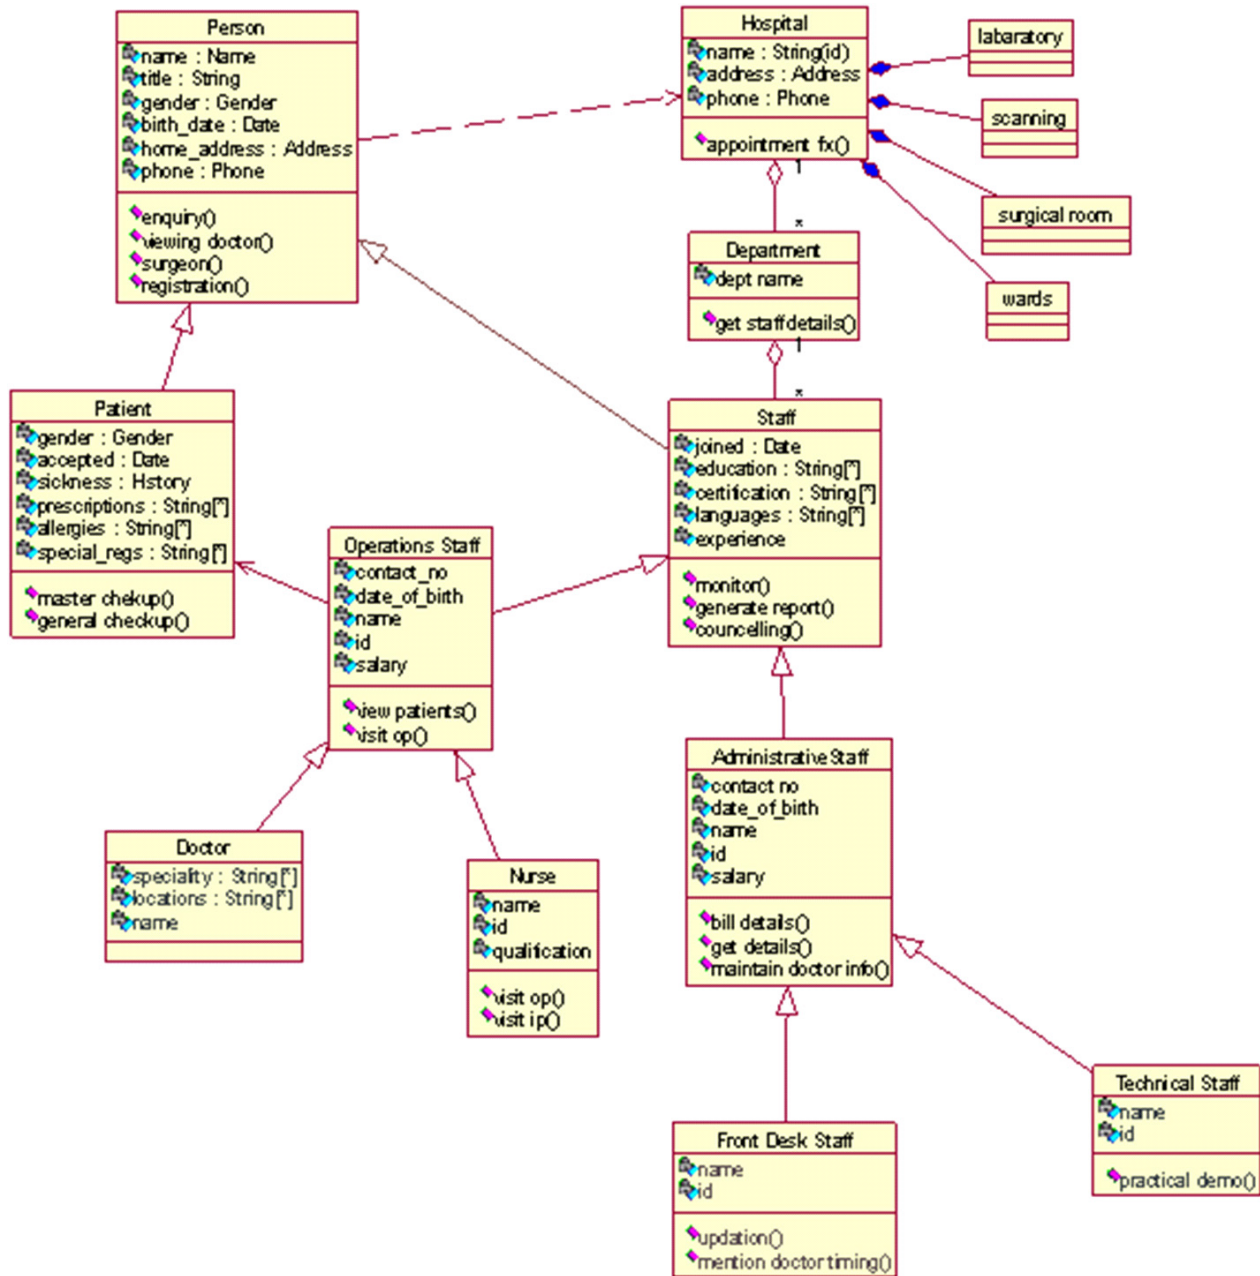 Person
name : Name
title : String
gender : Gender
birth_date : Date
home_address : Address
phone : Phone
enquiry()
viewing doctor()
surgeon()
registration()
Hospital
name : String(id)
address : Address
phone : Phone
appointment fx()
labaratory
scanning
surgical room
wards
1
*
Department
dept name
get staffdetails()
1
*
Patient
gender : Gender
accepted : Date
sickness : Hstory
prescriptions : String[*]
allergies : String[*]
special_regs : String[*]
master chekup()
general checkup()
Staff
joined : Date
education : String[*]
certification : String[*]
languages : String[*]
experience
monitor()
generate report()
councelling()
Operations Staff
contact_no
date_of_birth
name
id
salary
view patients()
visit op()
Administrative Staff
contact no
date_of_birth
name
id
salary
bill details()
get details()
maintain doctor info()
Doctor
speciality : String[*]
locations : String[*]
name
Nurse
name
id
qualification
visit op()
visit ip()
Technical Staff
name
id
practical demo()
Front Desk Staff
name
id
updation()
mention doctor timing()